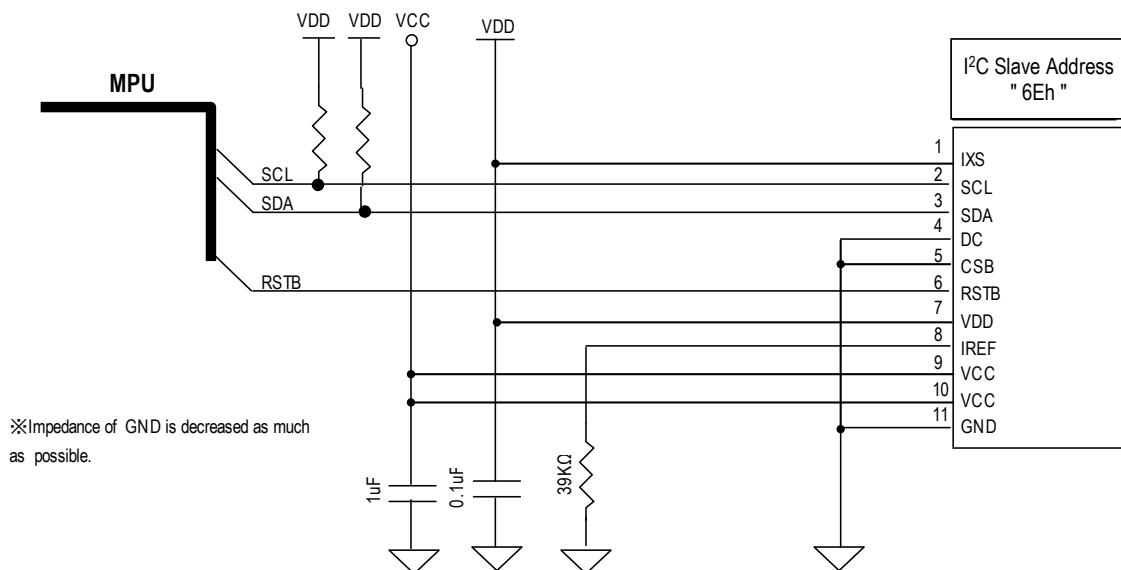 VDD
VDD
VCC
VDD
I²C Slave Address
" 6Eh "
MPU
1
IXS
SCL
2
SCL
SDA
3
SDA
4
DC
5
CSB
RSTB
6
RSTB
7
VDD
8
IREF
9
VCC
10
VCC
11
GND
※Impedance of GND is decreased as much
as possible.
1uF
0.1uF
39KΩ